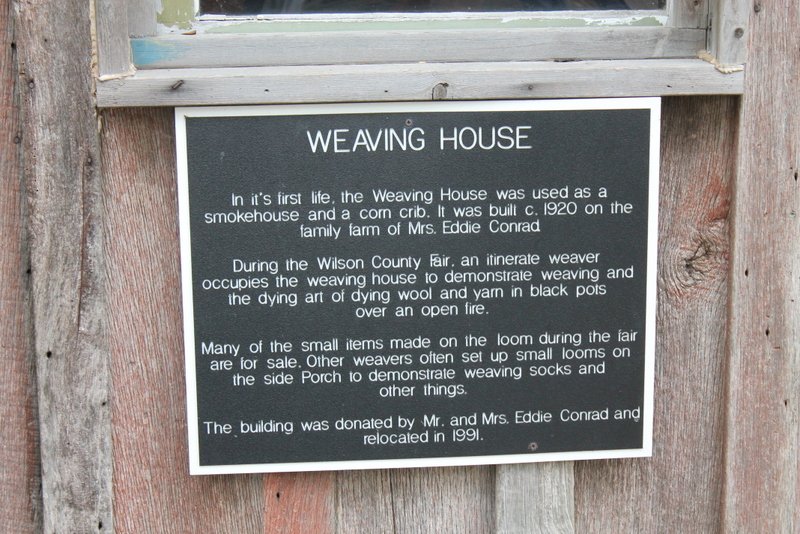 WEAVING HOUSE
In it's first life, the Weaving House was used as a
smokehouse and a corn crib. It was built c. 1920 on the
family farm of Mrs. Eddie Conrad.
During the Wilson County Fair, an itinerate weaver
occupies the weaving house to demonstrate weaving and
the dying art of dying wool and yarn in black pots
over an open fire.
Many of the small items made on the loom during the fair
are for sale. Other weavers often set up small looms on
the side Porch to demonstrate weaving socks and
other things.
The building was donated by Mr. and Mrs. Eddie Conrad and
relocated in 1991.